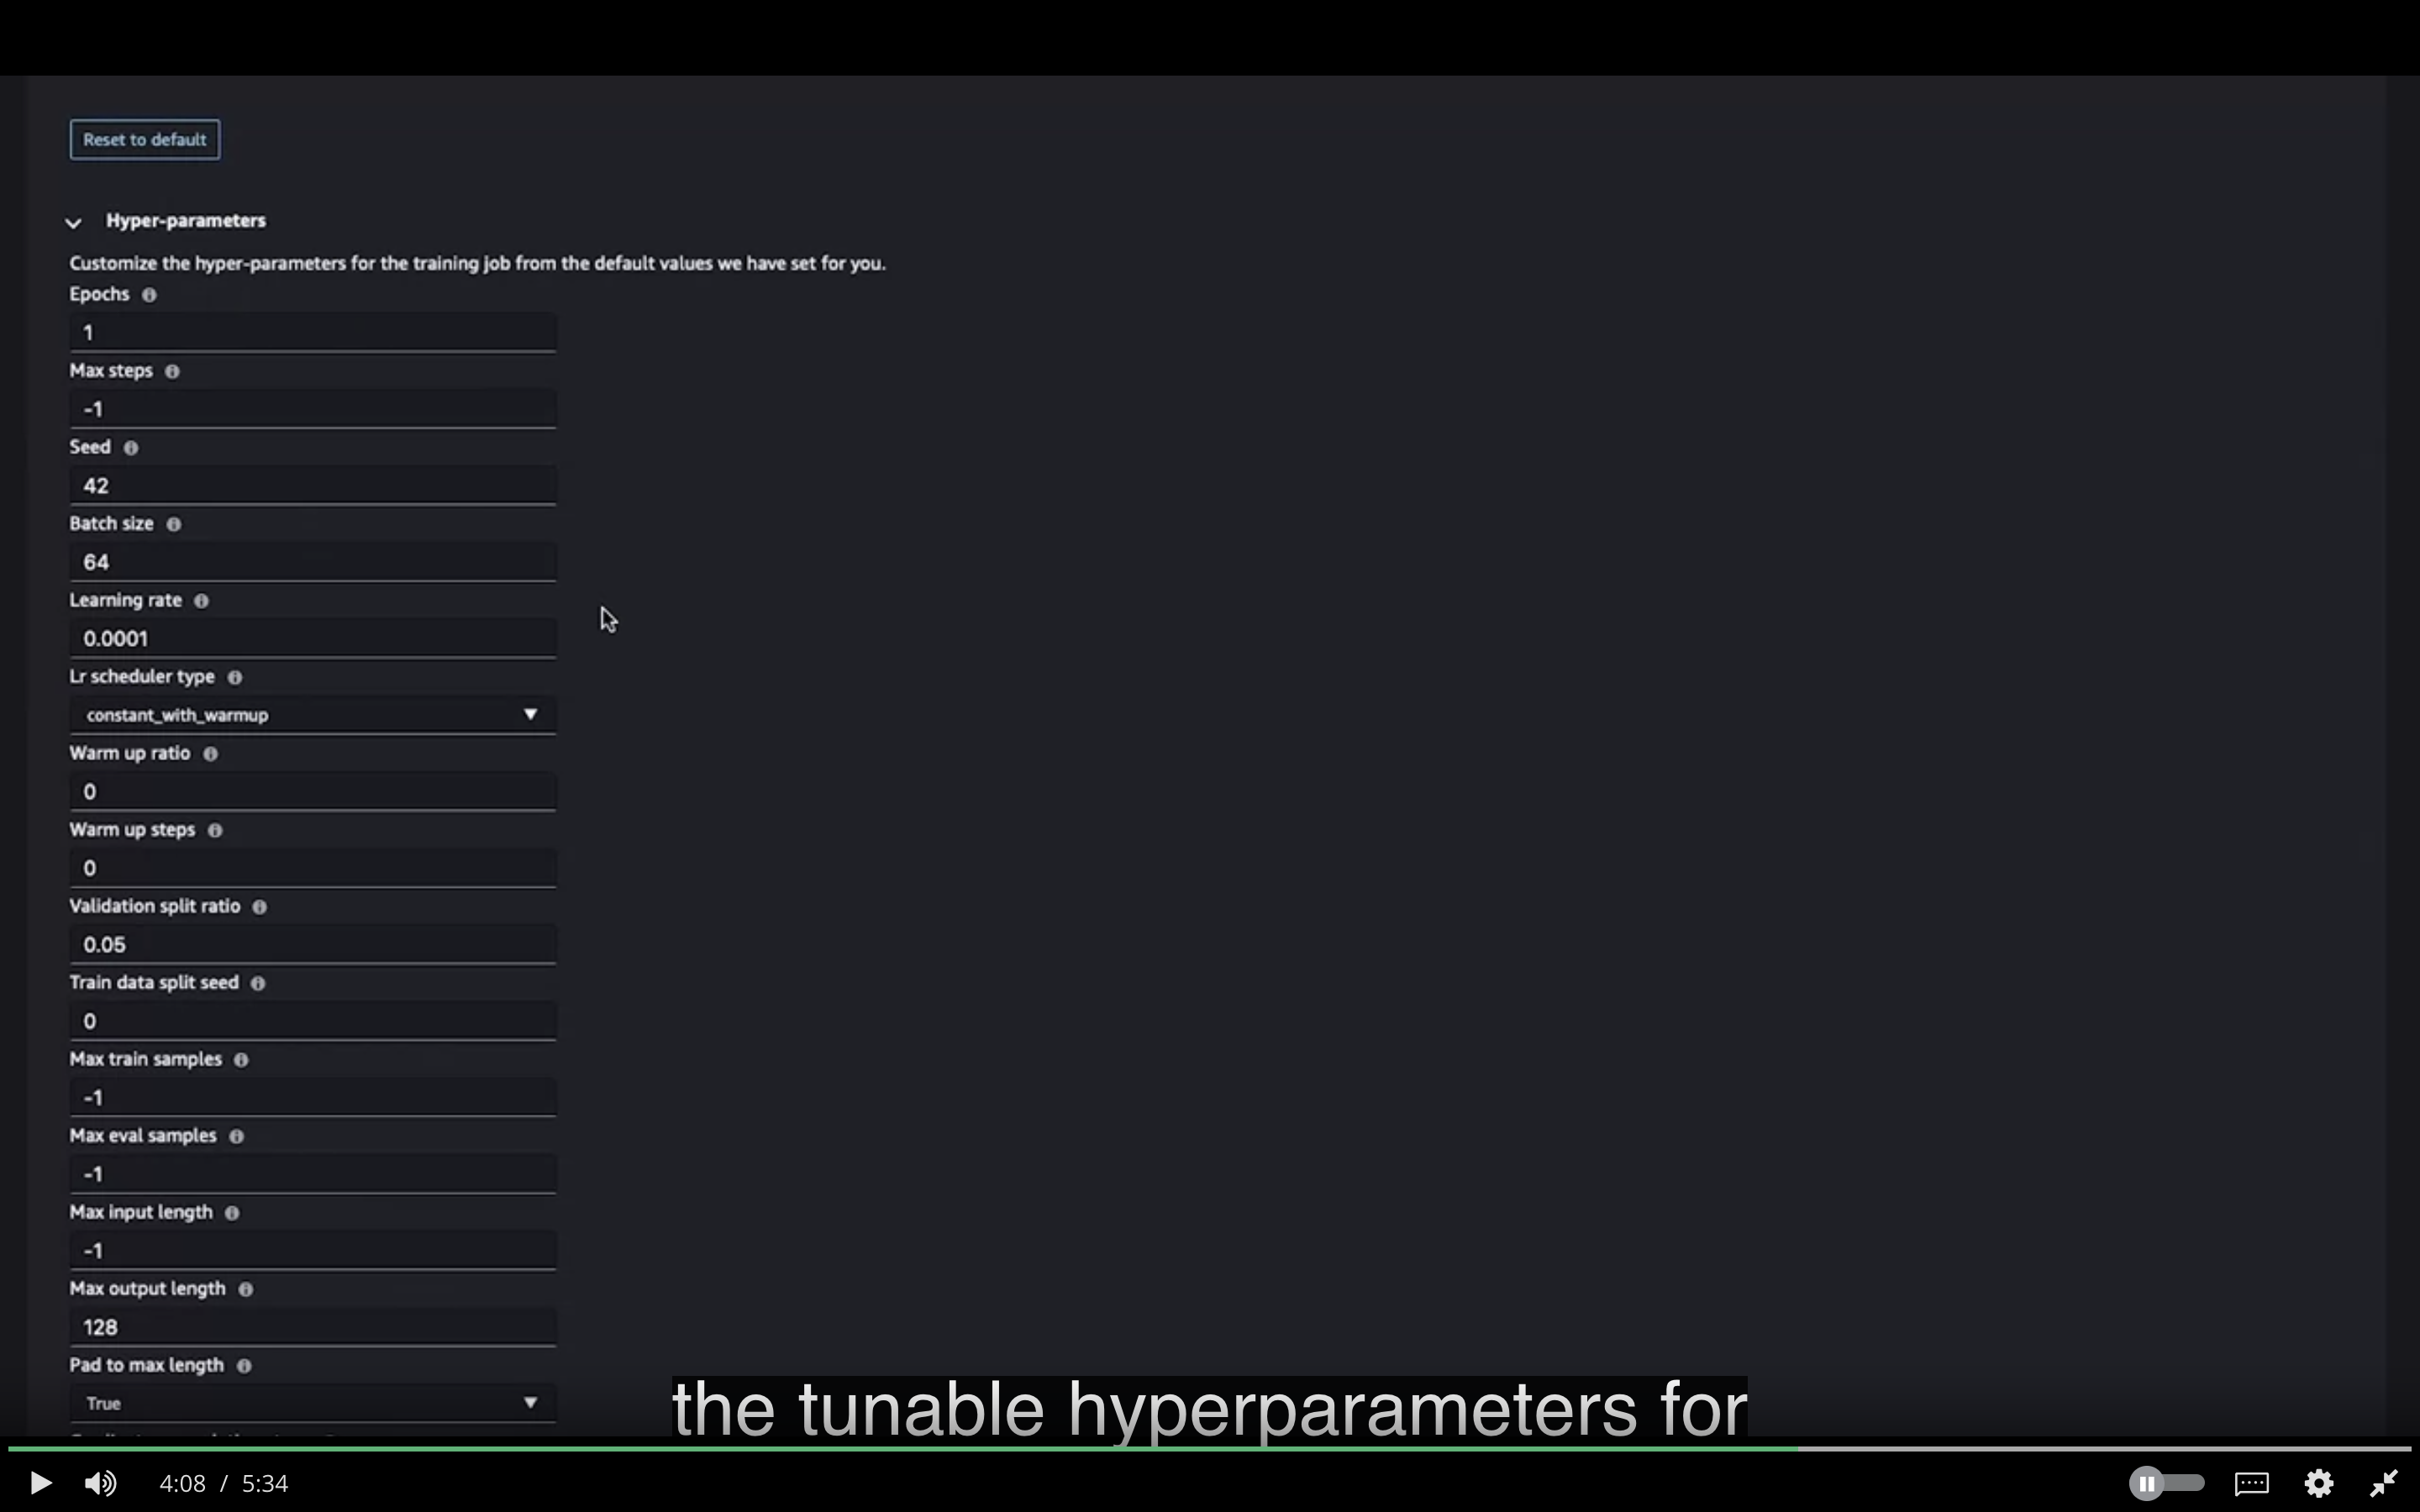 Reset to default
Hyper-parameters
Customize the hyper-parameters for the training job from the default values we have set for you.
Epochs
1
Max steps
-1
Seed
42
Batch size
64
Learning rate
0.0001
Lr scheduler type
constant_with_warmup
Warm up ratio
0
Warm up steps
0
Validation split ratio
0.05
Train data split seed
0
Max train samples
-1
Max eval samples
-1
Max input length
-1
Max output length
128
Pad to max length
True
the tunable hyperparameters for
4:08 / 5:34